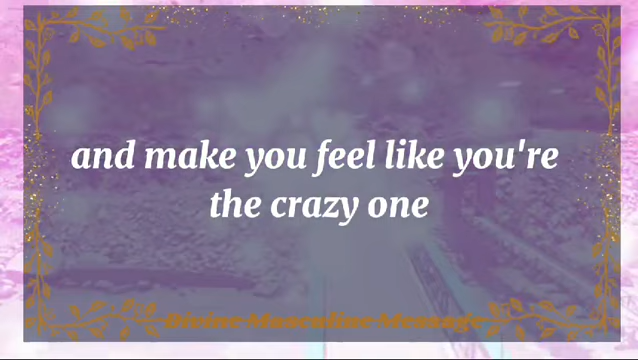 and make you feel like you're
the crazy one
Divine Masculine Message